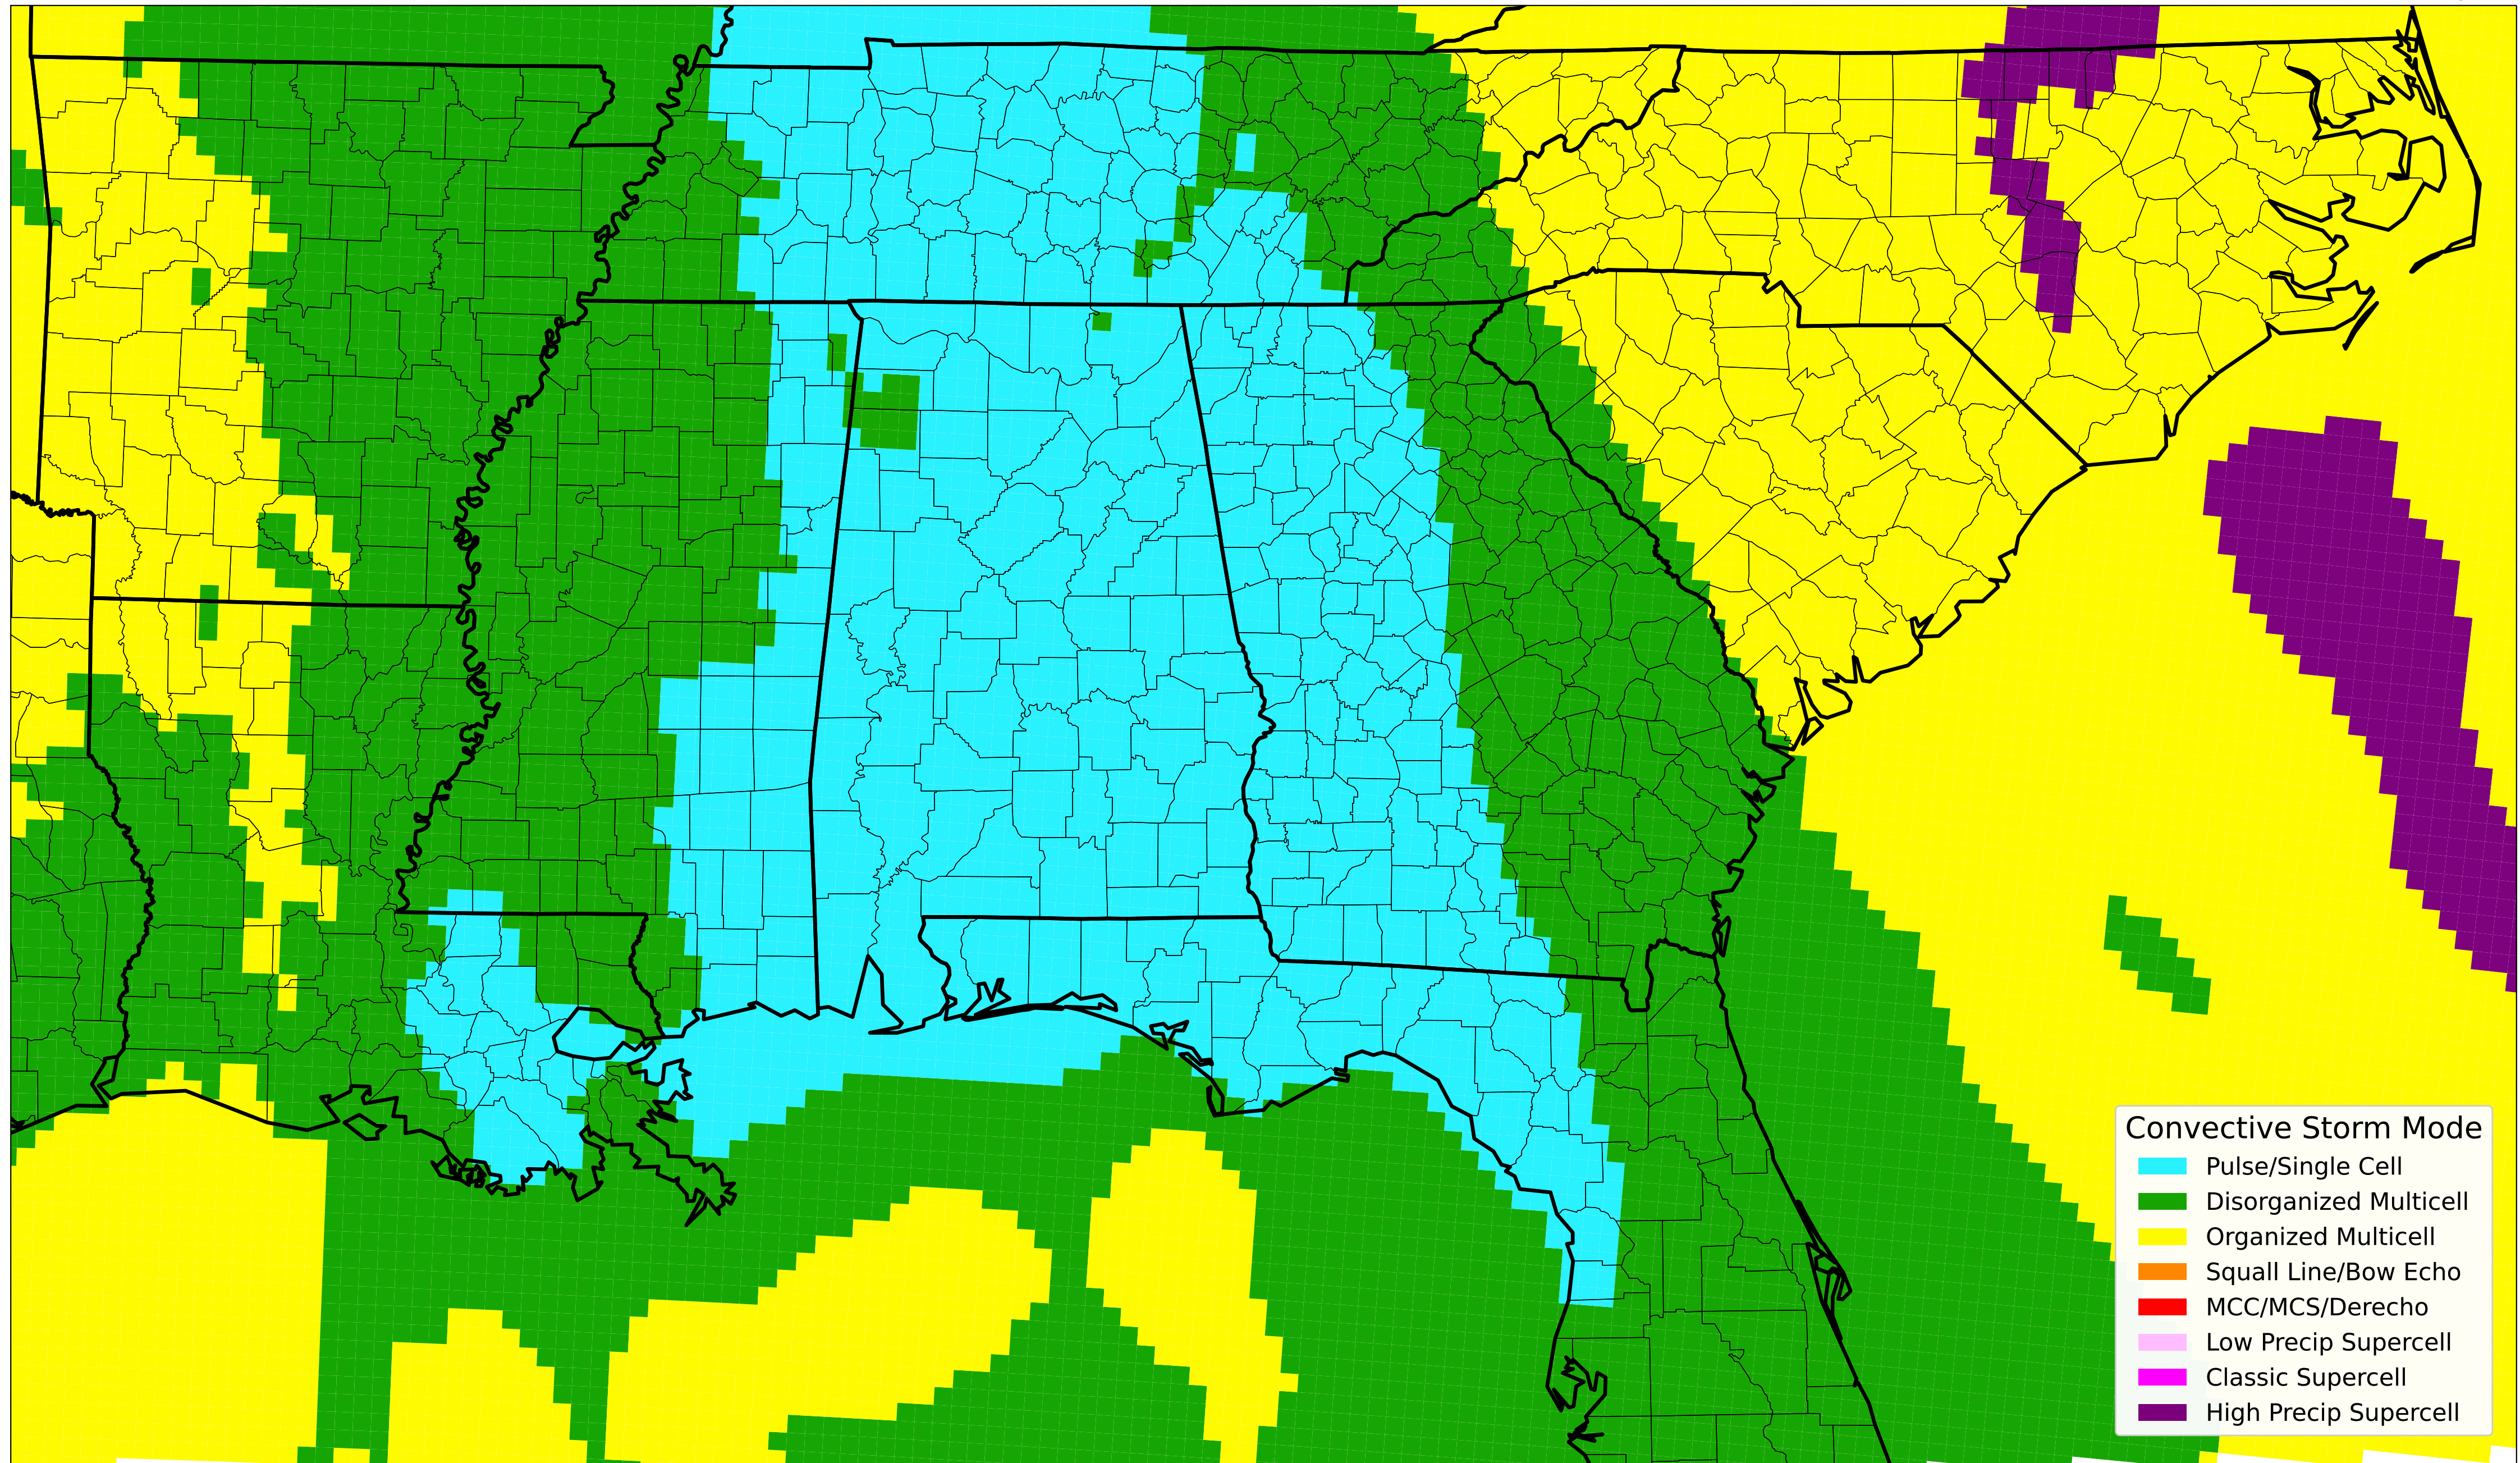 Convective Storm Mode
Pulse/Single Cell
Disorganized Multicell
Organized Multicell
Squall Line/Bow Echo
MCC/MCS/Derecho
Low Precip Supercell
Classic Supercell
High Precip Supercell